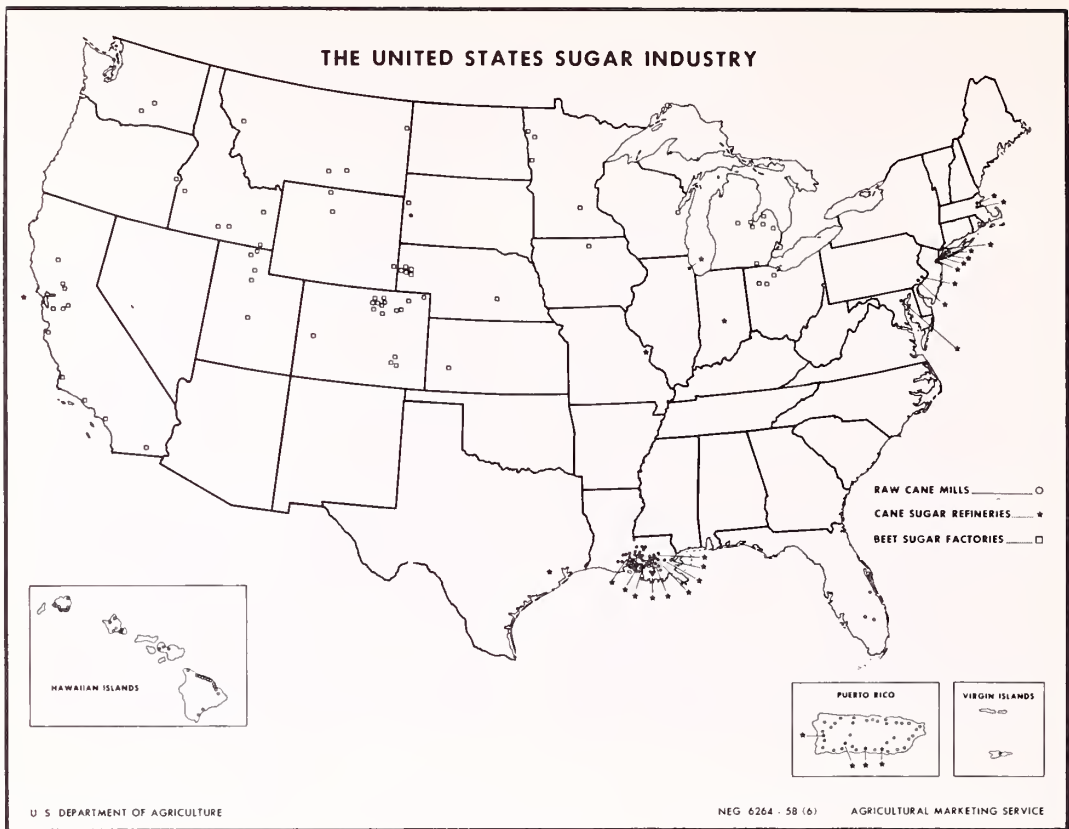 THE UNITED STATES SUGAR INDUSTRY
RAW CANE MILLS
CANE SUGAR REFINERIES
BEET SUGAR FACTORIES
HAWAIIAN ISLANDS
PUERTO RICO
VIRGIN ISLANDS
U S DEPARTMENT OF AGRICULTURE
NEG 6264 - 58 (6) AGRICULTURAL MARKETING SERVICE